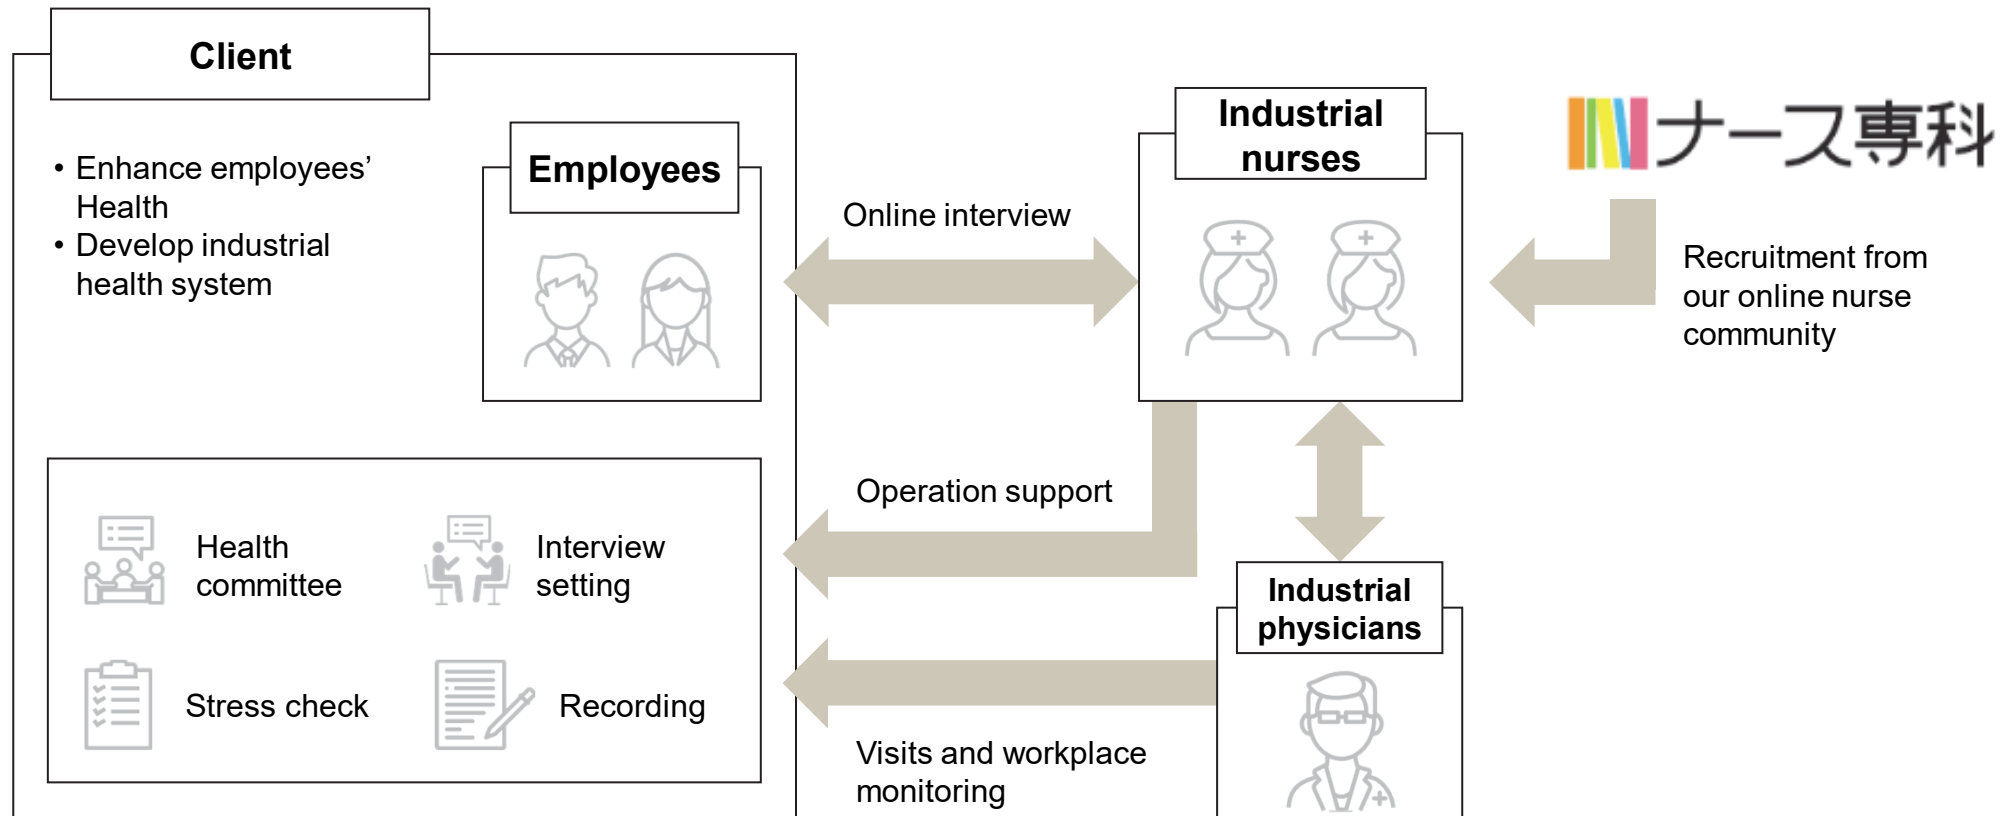 Client
• Enhance employees’
Health
• Develop industrial
health system
Employees
Online interview
Industrial
nurses
ナース専科
Recruitment from
our online nurse
community
Health
committee
Interview
setting
Stress check
Recording
Operation support
Visits and workplace
monitoring
Industrial
physicians